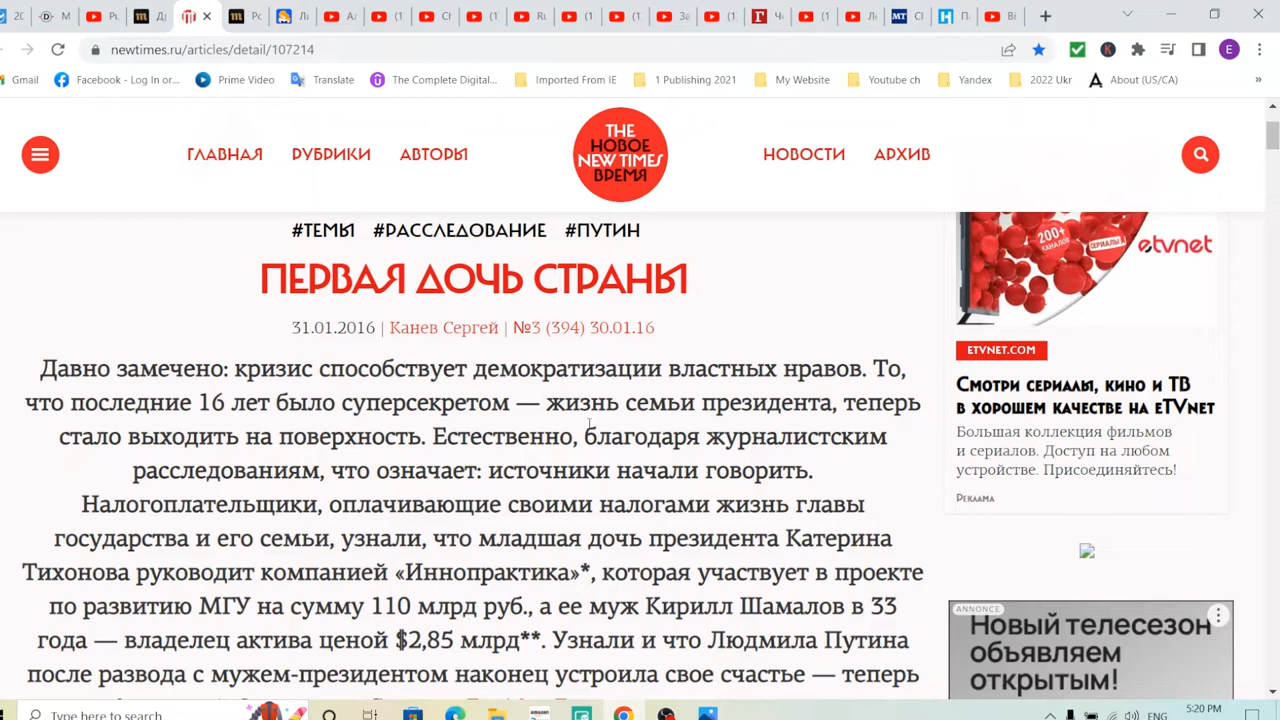 newtimes.ru/articles/detail/107214
Gmail Facebook - Log In or... Prime Video Translate The Complete Digital... Imported From IE 1 Publishing 2021 My Website Youtube ch Yandex 2022 Ukr About (US/CA) »
ГЛАВНАЯ РУБРИКИ АВТОРЫ
THE
НОВОЕ
NEW TIMES
ВРЕМЯ
НОВОСТИ АРХИВ
#ТЕМЫ #РАССЛЕДОВАНИЕ #ПУТИН
ПЕРВАЯ ДОЧЬ СТРАНЫ
31.01.2016 | Канев Сергей | №3 (394) 30.01.16
Давно замечено: кризис способствует демократизации властных нравов. То,
что последние 16 лет было суперсекретом — жизнь семьи президента, теперь
стало выходить на поверхность. Естественно, благодаря журналистским
расследованиям, что означает: источники начали говорить.
Налогоплательщики, оплачивающие своими налогами жизнь главы
государства и его семьи, узнали, что младшая дочь президента Катерина
Тихонова руководит компанией «Иннопрактика»*, которая участвует в проекте
по развитию МГУ на сумму 110 млрд руб., а ее муж Кирилл Шамалов в 33
года — владелец актива ценой $2,85 млрд**. Узнали и что Людмила Путина
после развода с мужем-президентом наконец устроила свое счастье — теперь
200+
КАНАЛОВ
СЕРИАЛЫ
etvnet
ETVNET.COM
Смотри сериалы, кино и ТВ
в хорошем качестве на eTVnet
Большая коллекция фильмов
и сериалов. Доступ на любом
устройстве. Присоединяйтесь!
Реклама
ANNONCE
Новый телесезон
объявляем
открытым!
Type here to search
ENG
5:20 PM